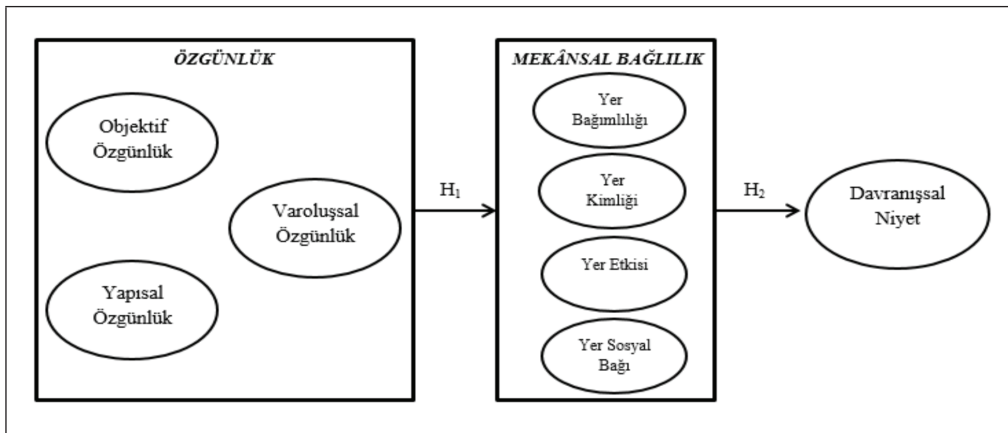 ÖZGÜNLÜK
Objektif
Özgünlük
Varoluşsal
Özgünlük
Yapısal
Özgünlük
H1
MEKÂNSAL BAĞLILIK
Yer
Bağımlılığı
Yer
Kimliği
Yer Etkisi
Yer Sosyal
Bağı
H2
Davranışsal
Niyet